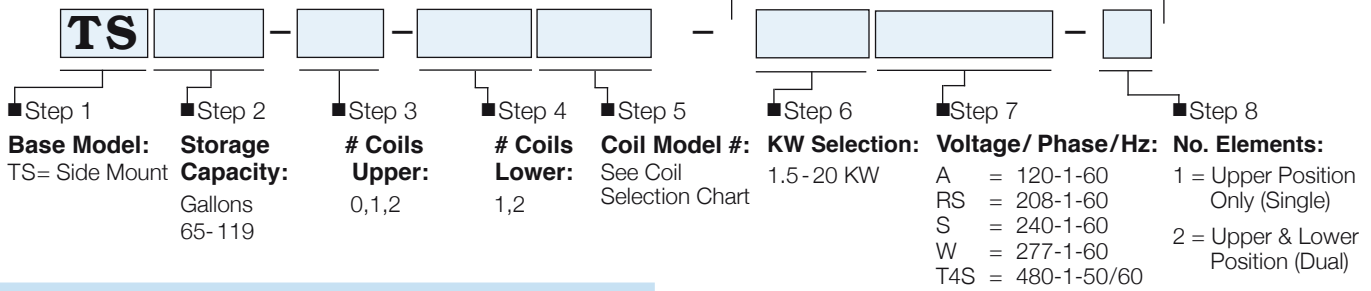 TS - - - -
■ Step 1
Base Model:
TS= Side Mount
■ Step 2
Storage
Capacity:
Gallons
65-119
■ Step 3
# Coils
Upper:
0,1,2
■ Step 4
# Coils
Lower:
1,2
■ Step 5
Coil Model #:
See Coil
Selection Chart
■ Step 6
KW Selection:
1.5-20 KW
■ Step 7
Voltage/Phase/Hz:
A = 120-1-60
RS = 208-1-60
S = 240-1-60
W = 277-1-60
T4S = 480-1-50/60
■ Step 8
No. Elements:
1 = Upper Position
Only (Single)
2 = Upper & Lower
Position (Dual)